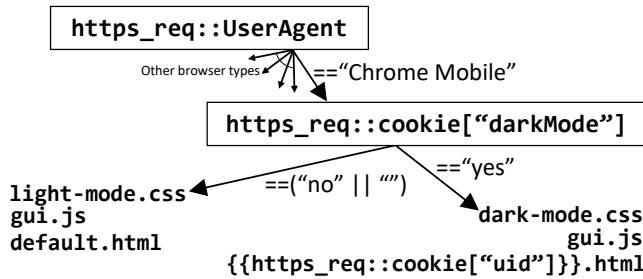 https_req::UserAgent
Other browser types
==“Chrome Mobile”
https_req::cookie[“darkMode”]
==(“no” || “”)
==“yes”
light-mode.css
gui.js
default.html
dark-mode.css
gui.js
{{https_req::cookie["uid"]}}.html